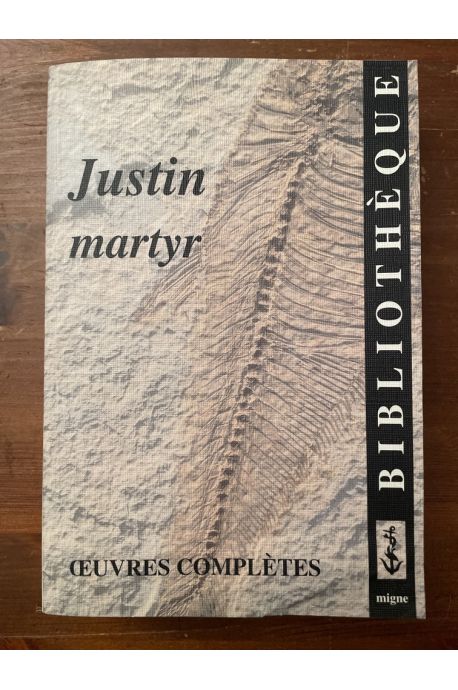 Justin
martyr
ŒUVRES COMPLÈTES
BIBLIOTHÈQUE
migne